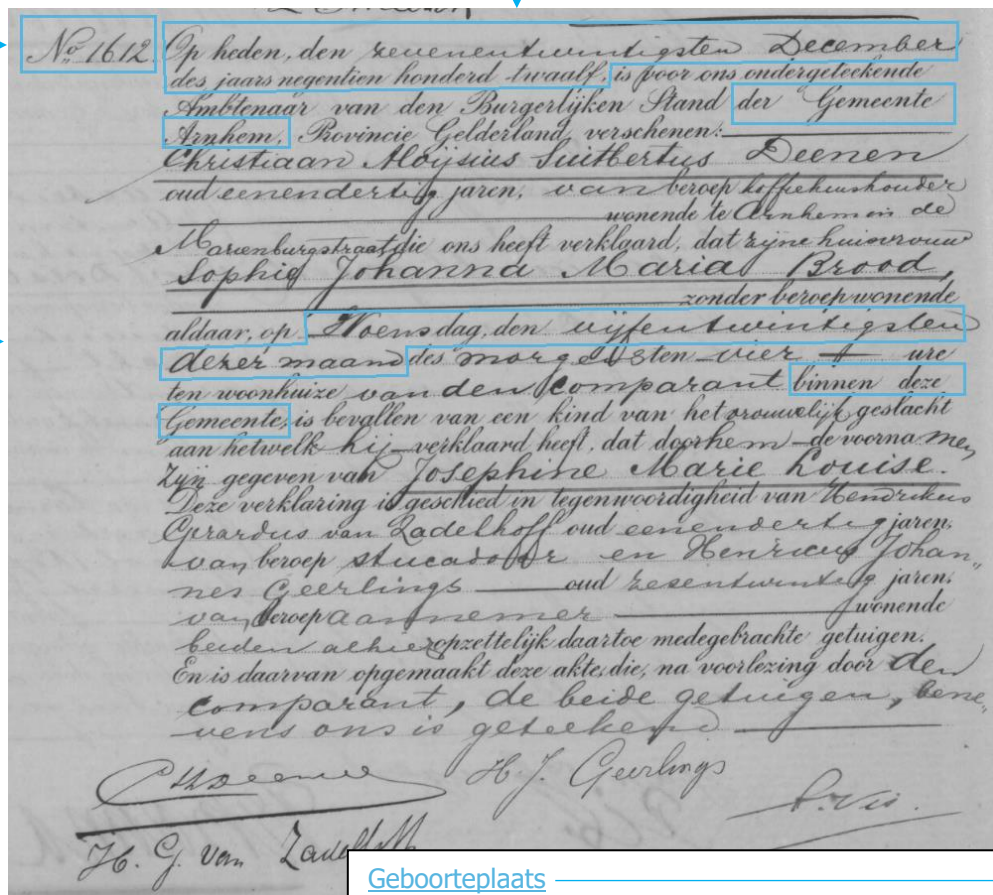 No. 1612. Op heden, den zevenentwintigsten December
des jaars negentien honderd twaalf, is voor ons ondergeteekende
Ambtenaar van den Burgerlijken Stand der Gemeente
Arnhem, Provincie Gelderland, verschenen:
Christiaan Aloÿsius Suitbertus Deenen
oud eenendertig jaren, van beroep koffiehuishouder
wonende te Arnhem in de
Marienburgstraat die ons heeft verklaard, dat zijne huisvrouw
Sophia Johanna Maria Brood,
zonder beroep wonende
aldaar, op Woensdag, den vijfentwintigsten
dezer maand des morgens ten vier ure
ten woonhuize van den comparant binnen deze
Gemeente, is bevallen van een kind van het vrouwelijk geslacht
aan hetwelk hij verklaard heeft, dat door hem de voornamen
zijn gegeven van Josephine Marie Louise.
Deze verklaring is geschied in tegenwoordigheid van Hendrikus
Gerardus van Zadelhoff oud eenendertig jaren,
van beroep stucadoor en Henricus Johan„
nes Geerlings oud zesentwintig jaren,
van beroep aannemer wonende
beiden alhier opzettelijk daartoe medegebrachte getuigen.
En is daarvan opgemaakt deze akte, die, na voorlezing door den
comparant, de beide getuigen, bene„
vens ons is geteekend
H. J. Geerlings
H. G. van Zadelhoff
Geboorteplaats